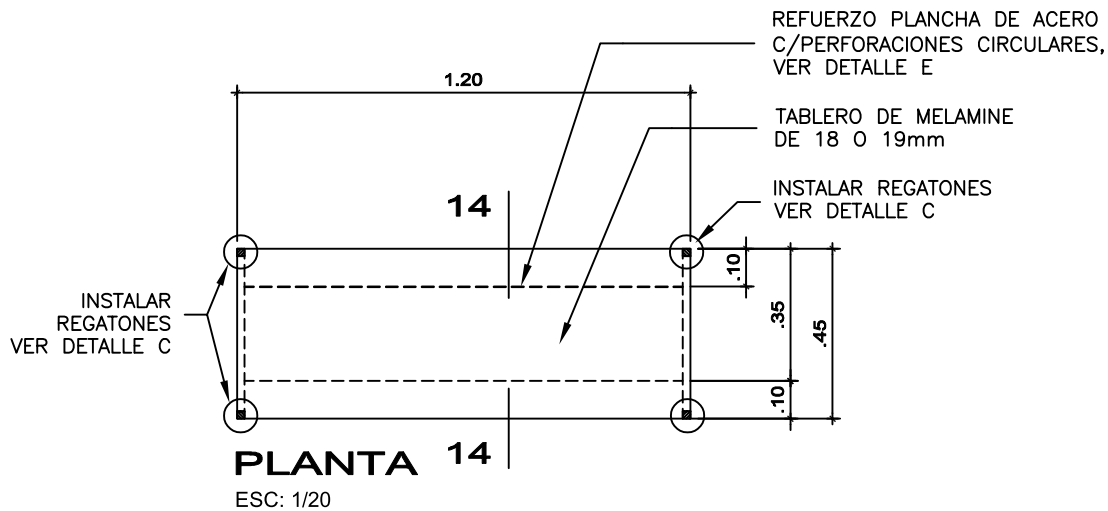 REFUERZO PLANCHA DE ACERO
C/PERFORACIONES CIRCULARES,
VER DETALLE E
1.20
TABLERO DE MELAMINE
DE 18 O 19mm
INSTALAR REGATONES
VER DETALLE C
14
.10
.35
.45
.10
INSTALAR
REGATONES
VER DETALLE C
14
PLANTA
ESC: 1/20